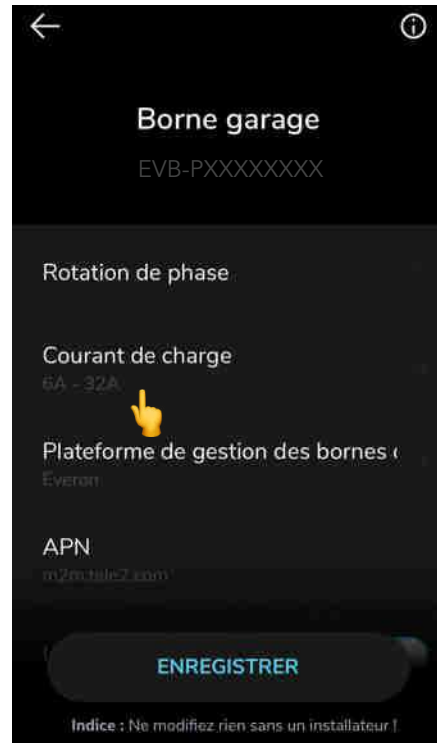 Borne garage
EVB-PXXXXXXXX
Rotation de phase
Courant de charge
6A - 32A
Plateforme de gestion des bornes
Everon
APN
m2m.tele2.com
ENREGISTRER
Indice : Ne modifiez rien sans un installateur !